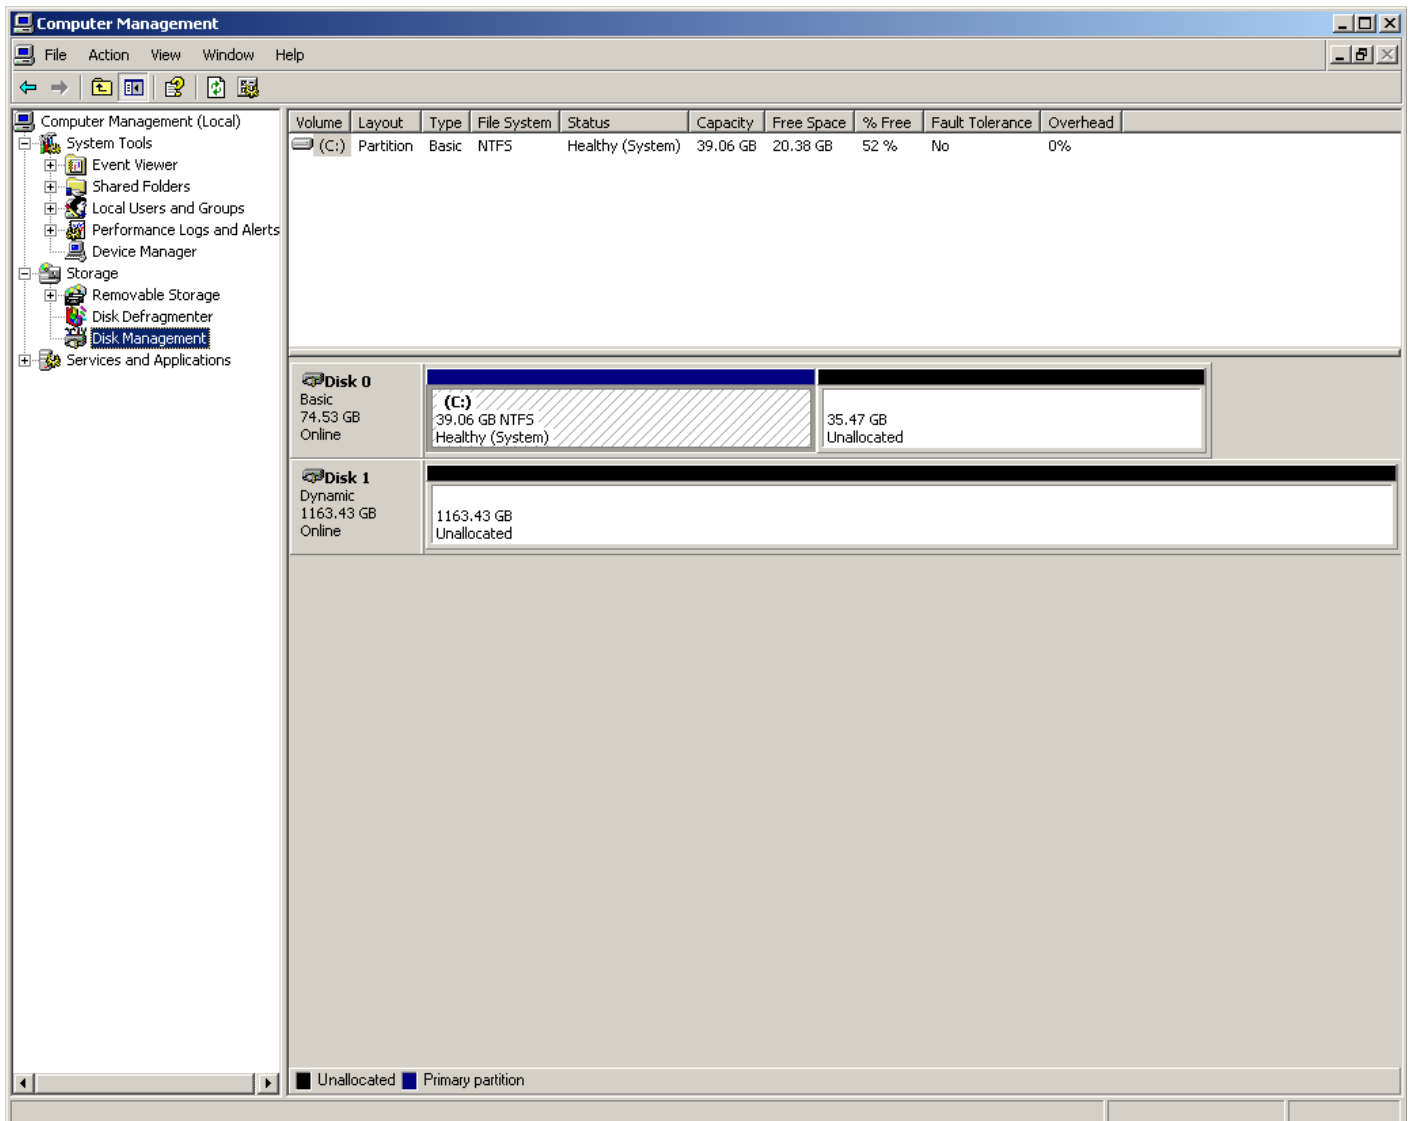 Computer Management
File Action View Window Help
Computer Management (Local)
System Tools
Event Viewer
Shared Folders
Local Users and Groups
Performance Logs and Alerts
Device Manager
Storage
Removable Storage
Disk Defragmenter
Disk Management
Services and Applications
Volume Layout Type File System Status Capacity Free Space % Free Fault Tolerance Overhead
(C:) Partition Basic NTFS Healthy (System) 39.06 GB 20.38 GB 52 % No 0%
Disk 0
Basic
74.53 GB
Online
(C:)
39.06 GB NTFS
Healthy (System)
35.47 GB
Unallocated
Disk 1
Dynamic
1163.43 GB
Online
1163.43 GB
Unallocated
Unallocated Primary partition